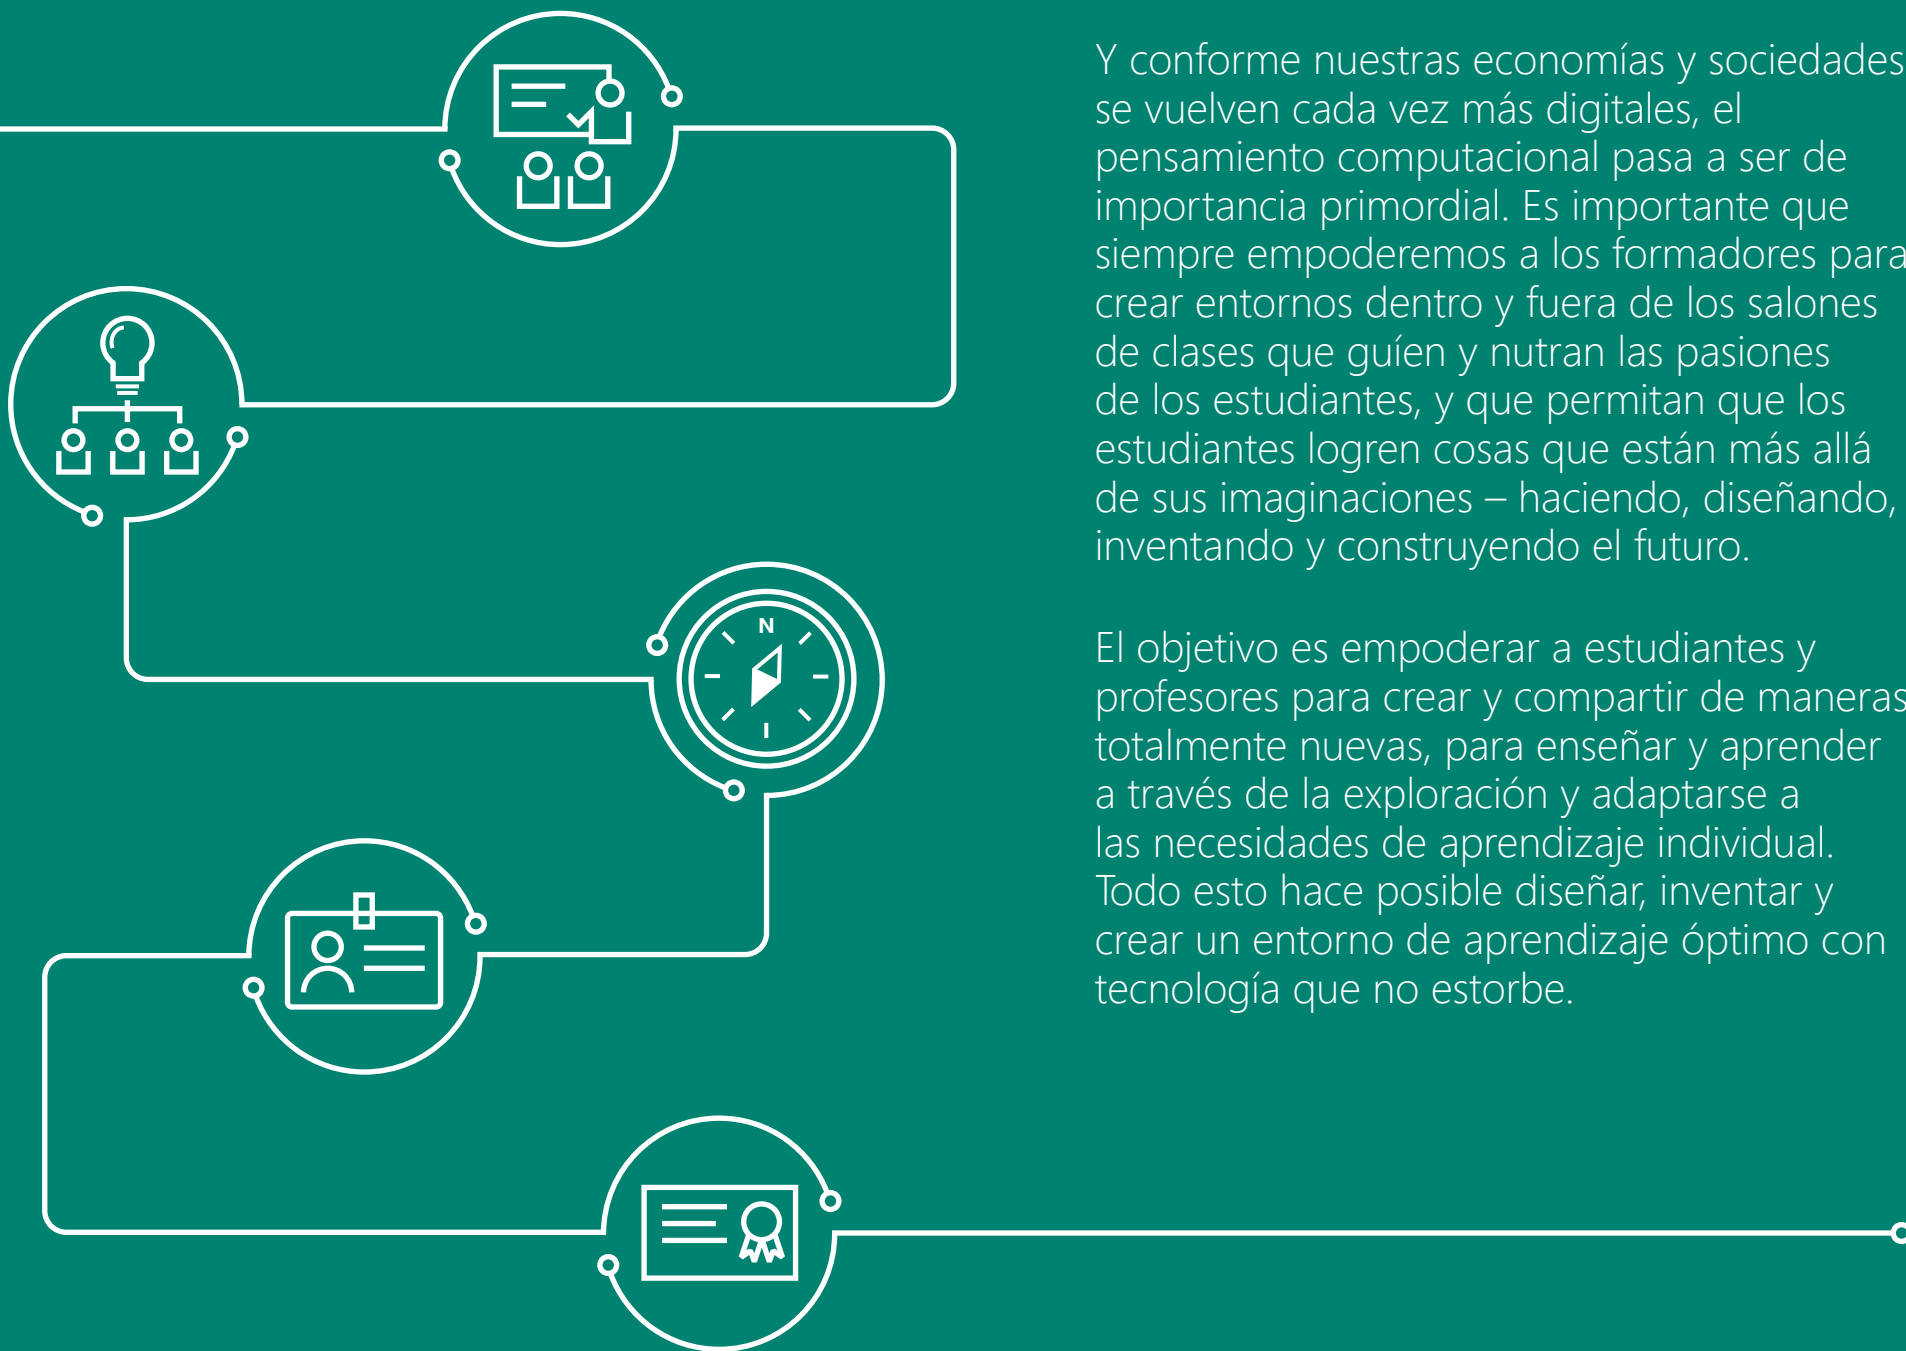 Y conforme nuestras economías y sociedades
se vuelven cada vez más digitales, el
pensamiento computacional pasa a ser de
importancia primordial. Es importante que
siempre empoderemos a los formadores para
crear entornos dentro y fuera de los salones
de clases que guíen y nutran las pasiones
de los estudiantes, y que permitan que los
estudiantes logren cosas que están más allá
de sus imaginaciones – haciendo, diseñando,
inventando y construyendo el futuro.
N
El objetivo es empoderar a estudiantes y
profesores para crear y compartir de maneras
totalmente nuevas, para enseñar y aprender
a través de la exploración y adaptarse a
las necesidades de aprendizaje individual.
Todo esto hace posible diseñar, inventar y
crear un entorno de aprendizaje óptimo con
tecnología que no estorbe.